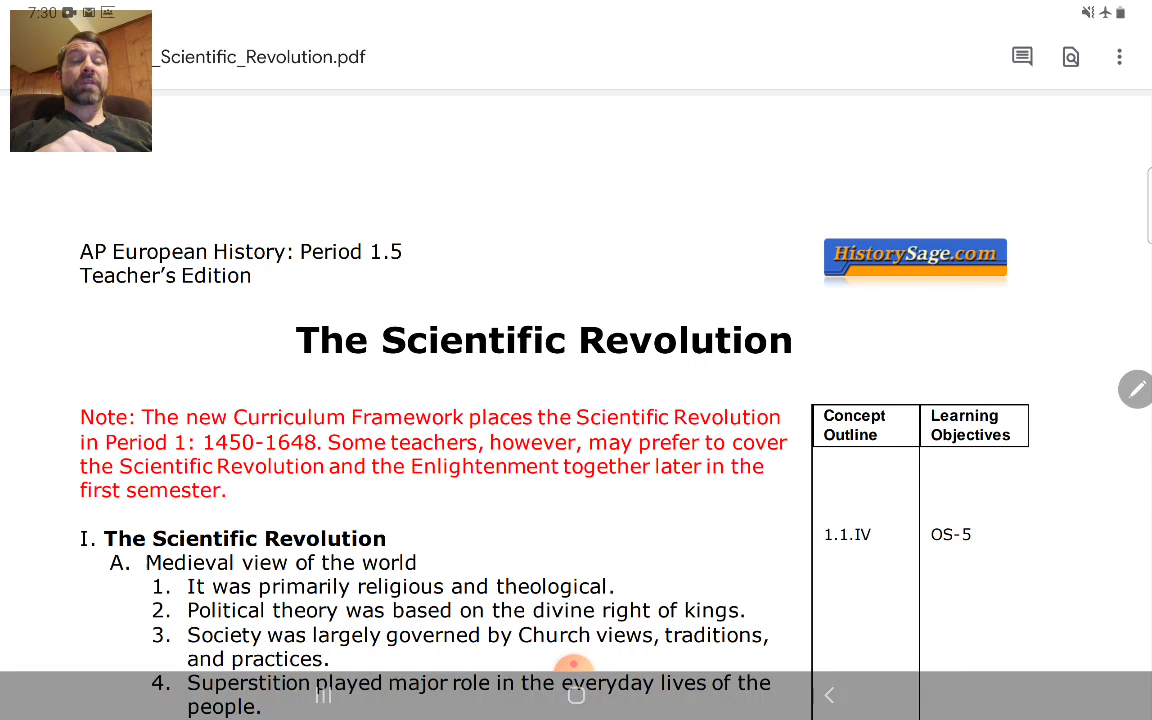 7:30
_Scientific_Revolution.pdf
AP European History: Period 1.5
Teacher's Edition
HistorySage.com
The Scientific Revolution
Note: The new Curriculum Framework places the Scientific Revolution
in Period 1: 1450-1648. Some teachers, however, may prefer to cover
the Scientific Revolution and the Enlightenment together later in the
first semester.
Concept
Outline
Learning
Objectives
I. The Scientific Revolution
1.1.IV
OS-5
A. Medieval view of the world
1. It was primarily religious and theological.
2. Political theory was based on the divine right of kings.
3. Society was largely governed by Church views, traditions,
and practices.
4. Superstition played major role in the everyday lives of the
people.